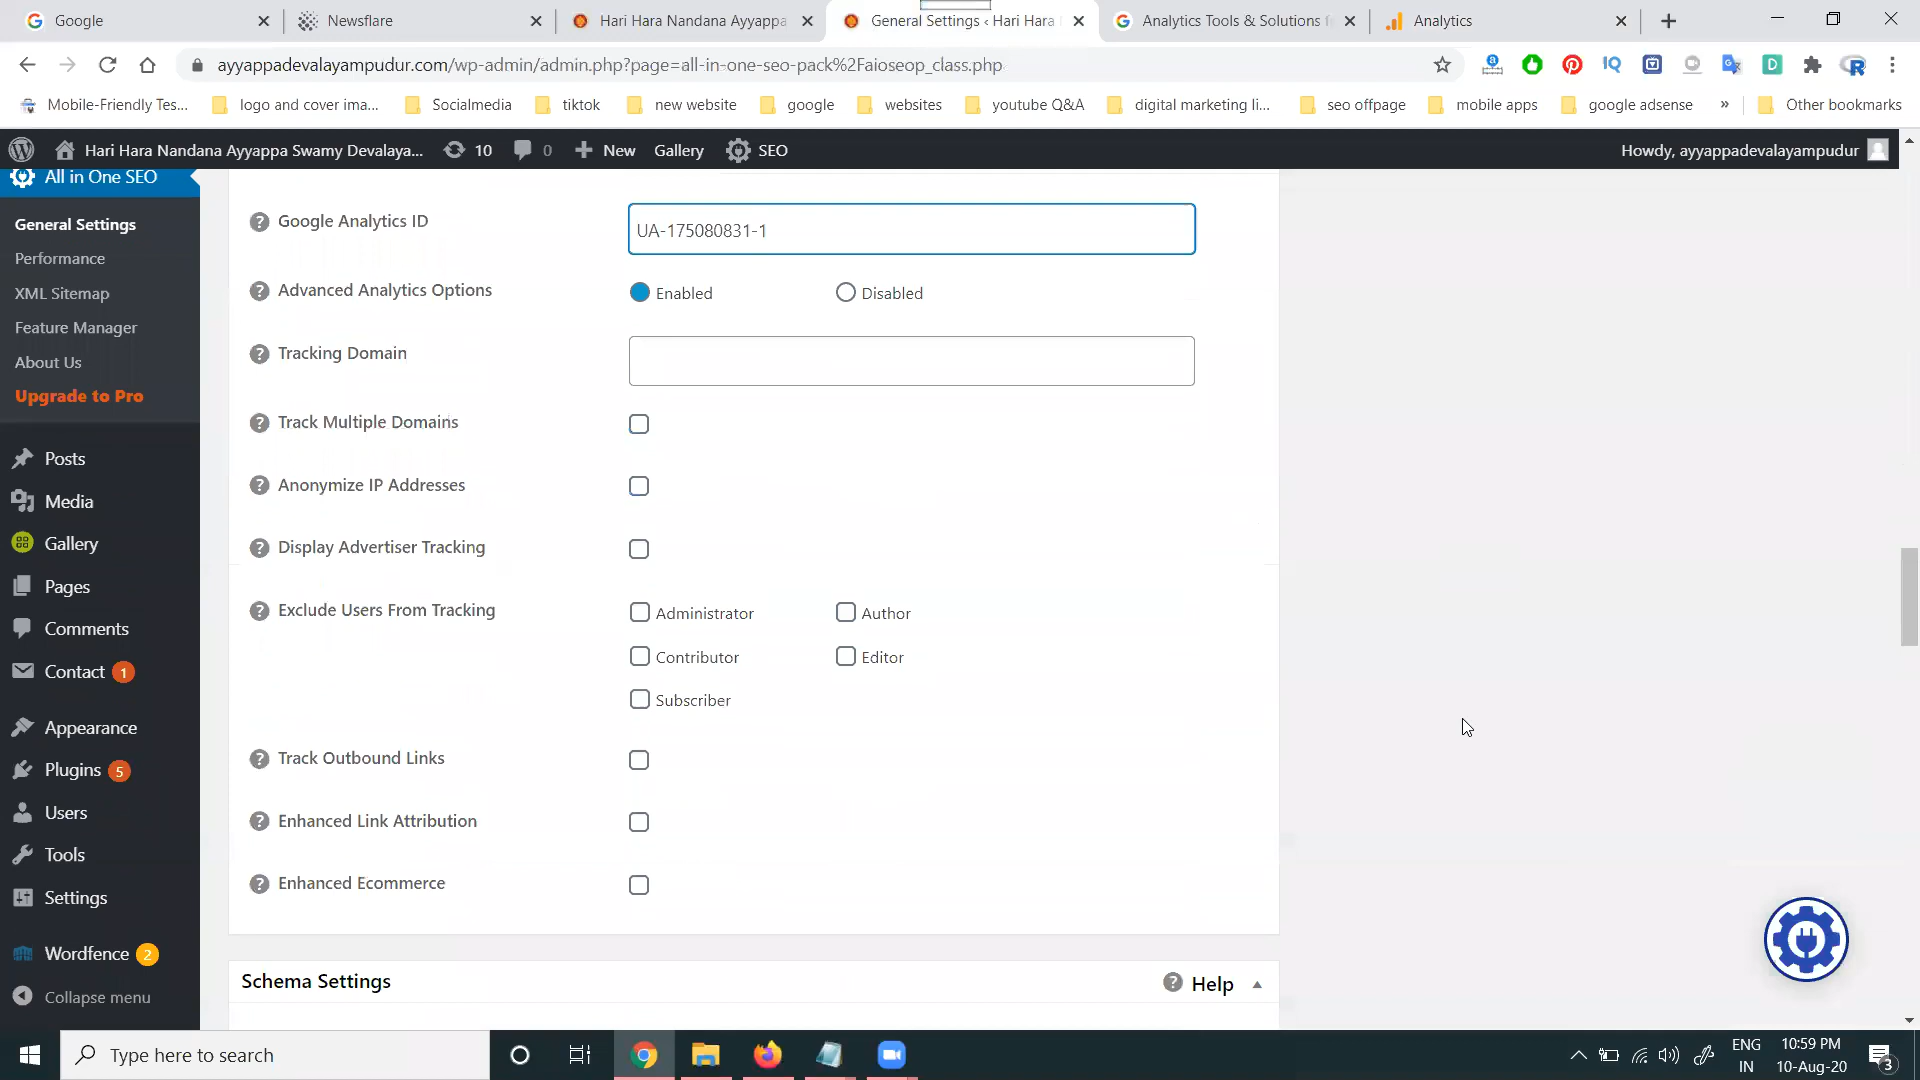 Google
Newsflare
Hari Hara Nandana Ayyappa
General Settings ‹ Hari Hara
Analytics Tools & Solutions f
Analytics
ayyappadevalayampudur.com/wp-admin/admin.php?page=all-in-one-seo-pack%2Faioseop_class.php
Mobile-Friendly Tes...
logo and cover ima...
Socialmedia
tiktok
new website
google
websites
youtube Q&A
digital marketing li...
seo offpage
mobile apps
google adsense
»
Other bookmarks
Hari Hara Nandana Ayyappa Swamy Devalaya...
10
0
New
Gallery
SEO
Howdy, ayyappadevalayampudur
All in One SEO
General Settings
Performance
XML Sitemap
Feature Manager
About Us
Upgrade to Pro
Posts
Media
Gallery
Pages
Comments
Contact 1
Appearance
Plugins 5
Users
Tools
Settings
Wordfence 2
Collapse menu
Google Analytics ID
UA-175080831-1
Advanced Analytics Options
Enabled
Disabled
Tracking Domain
Track Multiple Domains
Anonymize IP Addresses
Display Advertiser Tracking
Exclude Users From Tracking
Administrator
Author
Contributor
Editor
Subscriber
Track Outbound Links
Enhanced Link Attribution
Enhanced Ecommerce
Schema Settings
Help
Type here to search
ENG
IN
10:59 PM
10-Aug-20
3